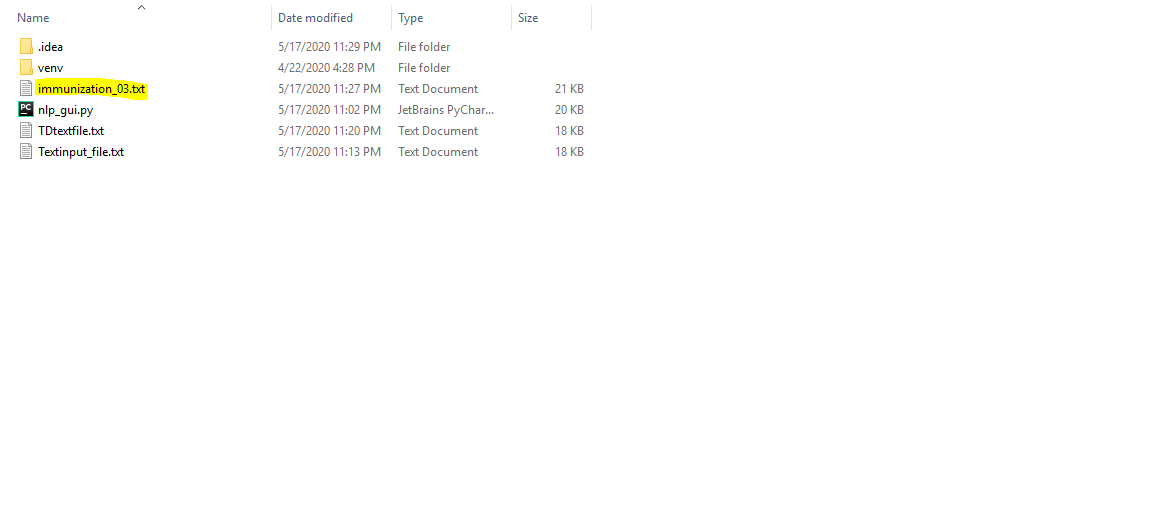 Name Date modified Type Size
.idea 5/17/2020 11:29 PM File folder
venv 4/22/2020 4:28 PM File folder
immunization_03.txt 5/17/2020 11:27 PM Text Document 21 KB
PC nlp_gui.py 5/17/2020 11:02 PM JetBrains PyChar... 20 KB
TDtextfile.txt 5/17/2020 11:20 PM Text Document 18 KB
Textinput_file.txt 5/17/2020 11:13 PM Text Document 18 KB